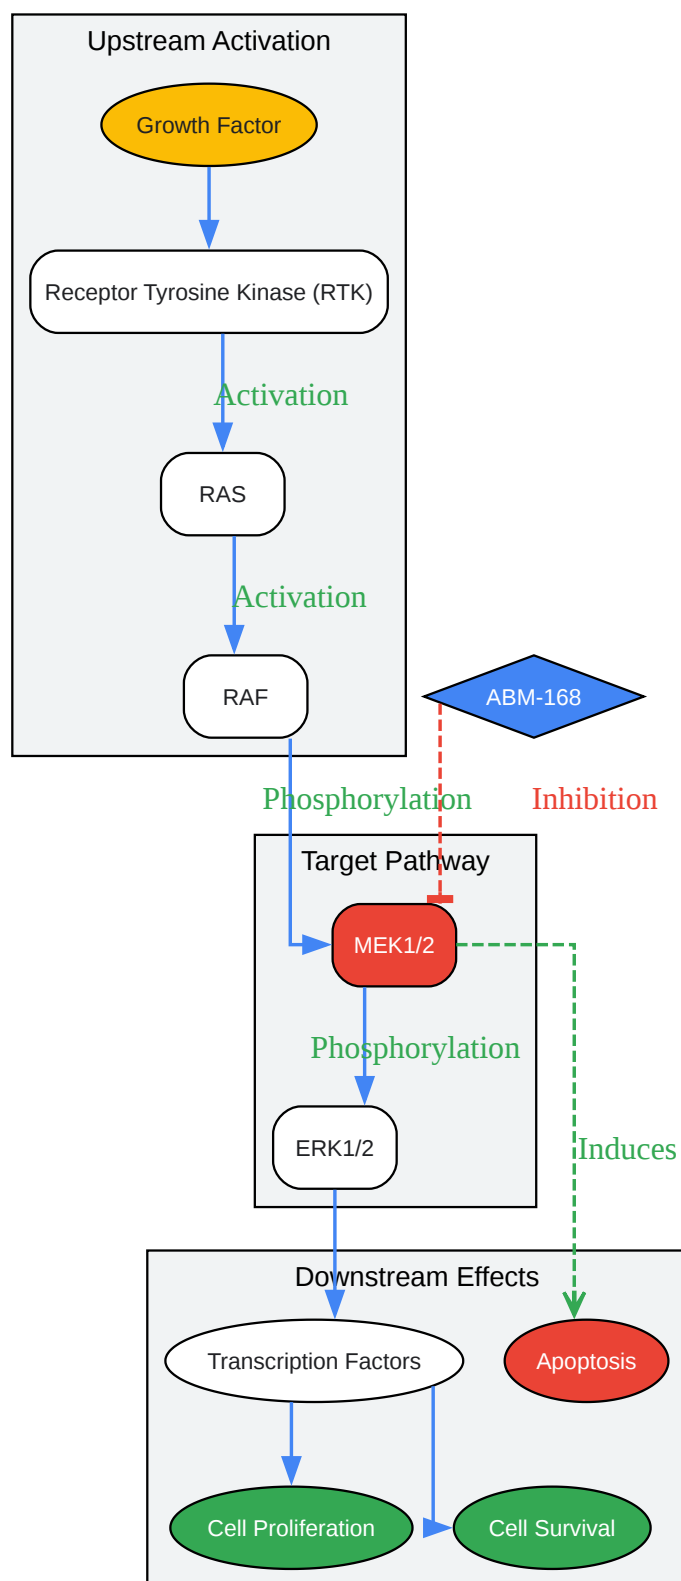 Upstream Activation
Growth Factor
Receptor Tyrosine Kinase (RTK)
Activation
RAS
Activation
RAF
ABM-168
Phosphorylation
Inhibition
Target Pathway
MEK1/2
Phosphorylation
ERK1/2
Induces
Downstream Effects
Transcription Factors
Apoptosis
Cell Proliferation
Cell Survival